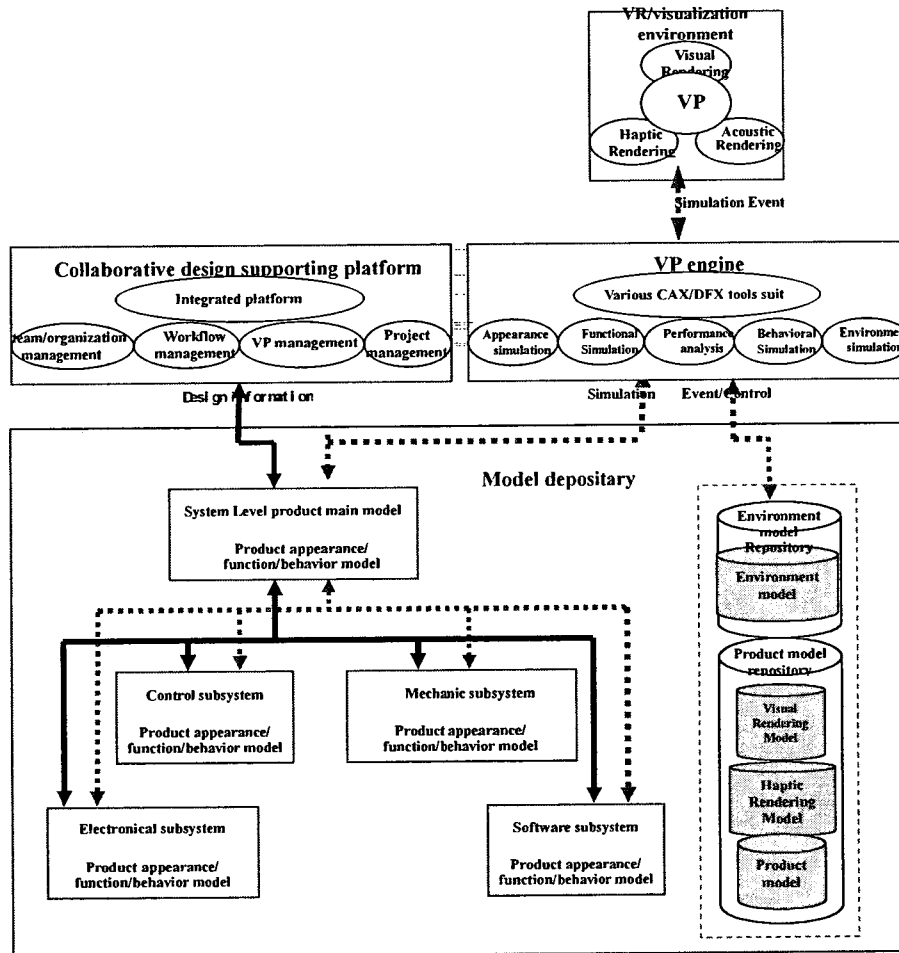 VR/visualization
environment
Visual
Rendering
VP
Haptic
Rendering
Acoustic
Rendering
Simulation Event
Collaborative design supporting platform
Integrated platform
team/organization
management
Workflow
management
VP management
Project
management
VP engine
Various CAX/DFX tools suit
Appearance
simulation
Functional
Simulation
Performance
analysis
Behavioral
Simulation
Environment
simulation
Design information
Simulation
Event/Control
Model depositary
System Level product main model
Product appearance/
function/behavior model
Control subsystem
Product appearance/
function/behavior model
Mechanic subsystem
Product appearance/
function/behavior model
Electronical subsystem
Product appearance/
function/behavior model
Software subsystem
Product appearance/
function/behavior model
Environment
model
Repository
Environment
model
Product model
repository
Visual
Rendering
Model
Haptic
Rendering
Model
Product
model